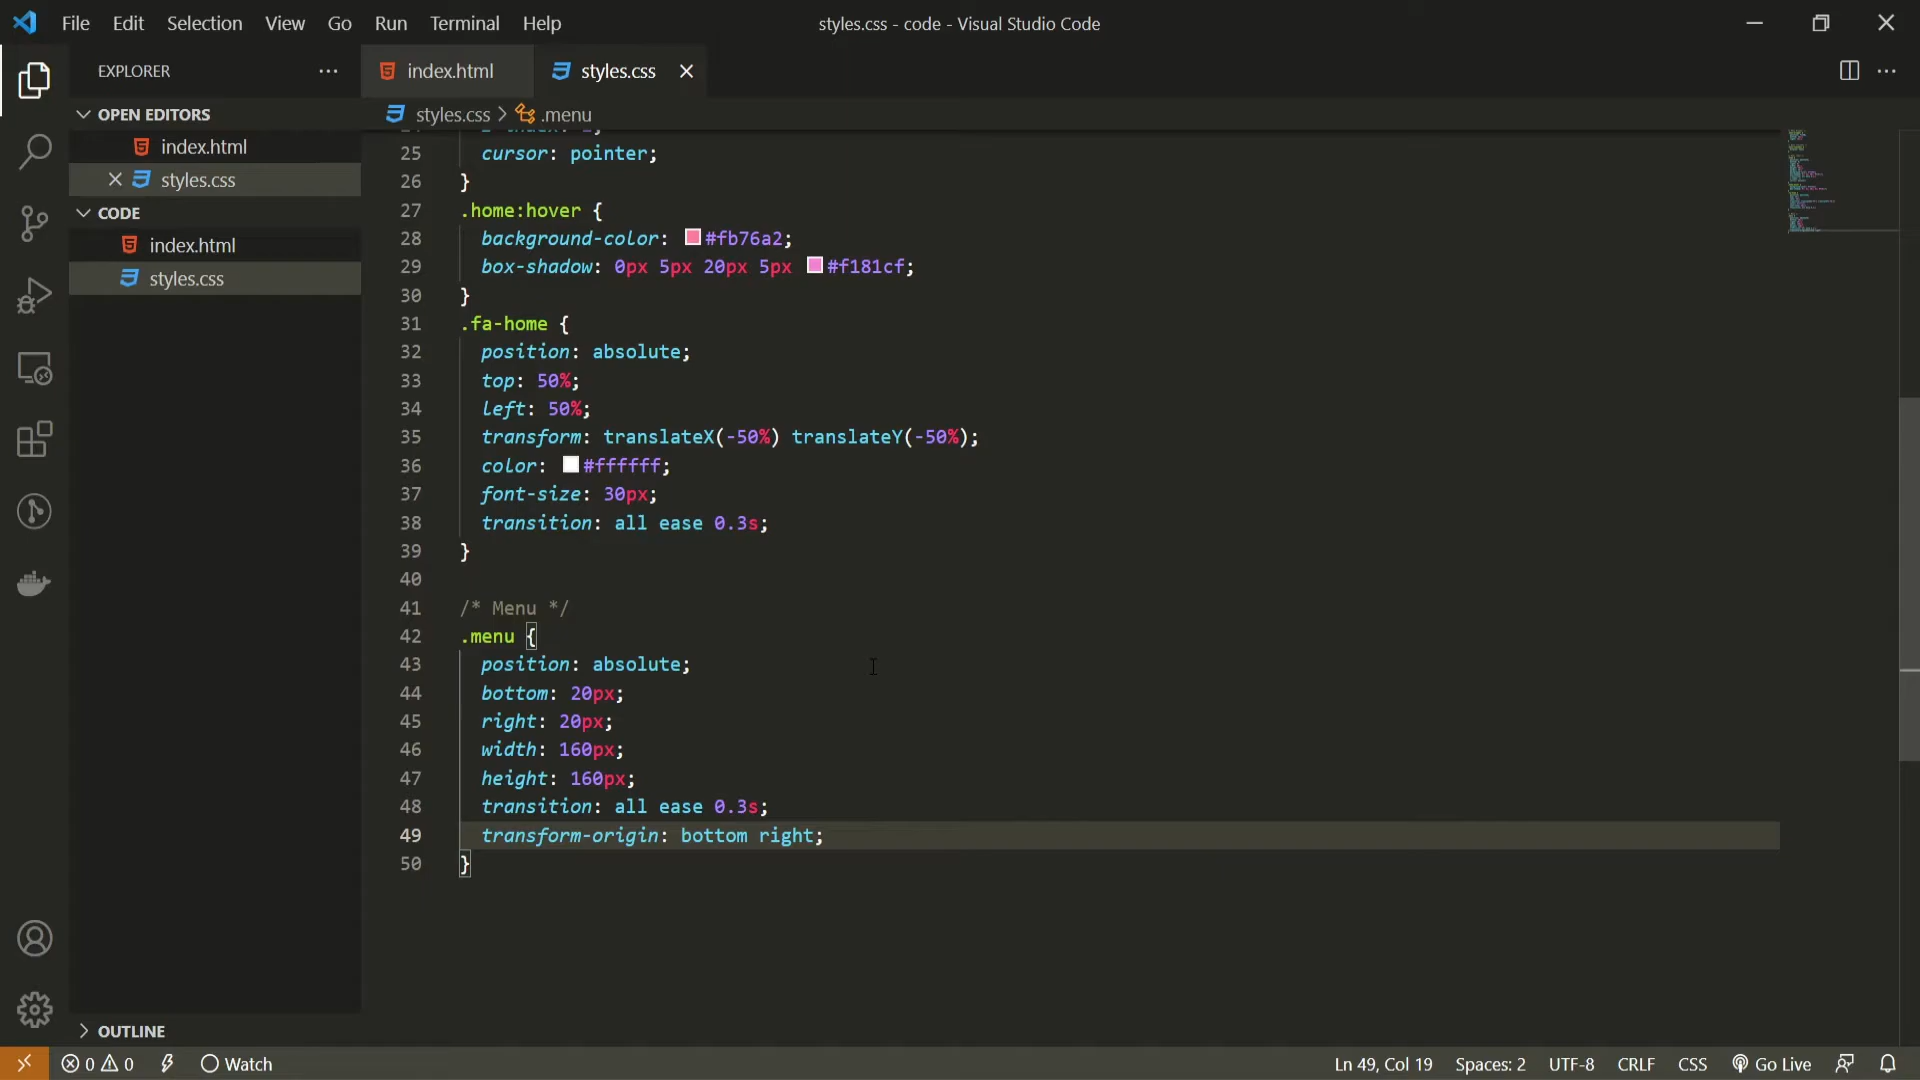 File Edit Selection View Go Run Terminal Help
styles.css - code - Visual Studio Code
EXPLORER
index.html
styles.css
OPEN EDITORS
index.html
styles.css
CODE
index.html
styles.css
OUTLINE
styles.css > .menu
25 cursor: pointer;
26 }
27 .home:hover {
28 background-color: #fb76a2;
29 box-shadow: 0px 5px 20px 5px #f181cf;
30 }
31 .fa-home {
32 position: absolute;
33 top: 50%;
34 left: 50%;
35 transform: translateX(-50%) translateY(-50%);
36 color: #ffffff;
37 font-size: 30px;
38 transition: all ease 0.3s;
39 }
40
41 /* Menu */
42 .menu {
43 position: absolute;
44 bottom: 20px;
45 right: 20px;
46 width: 160px;
47 height: 160px;
48 transition: all ease 0.3s;
49 transform-origin: bottom right;
50 }
0 0 Watch
Ln 49, Col 19 Spaces: 2 UTF-8 CRLF CSS Go Live